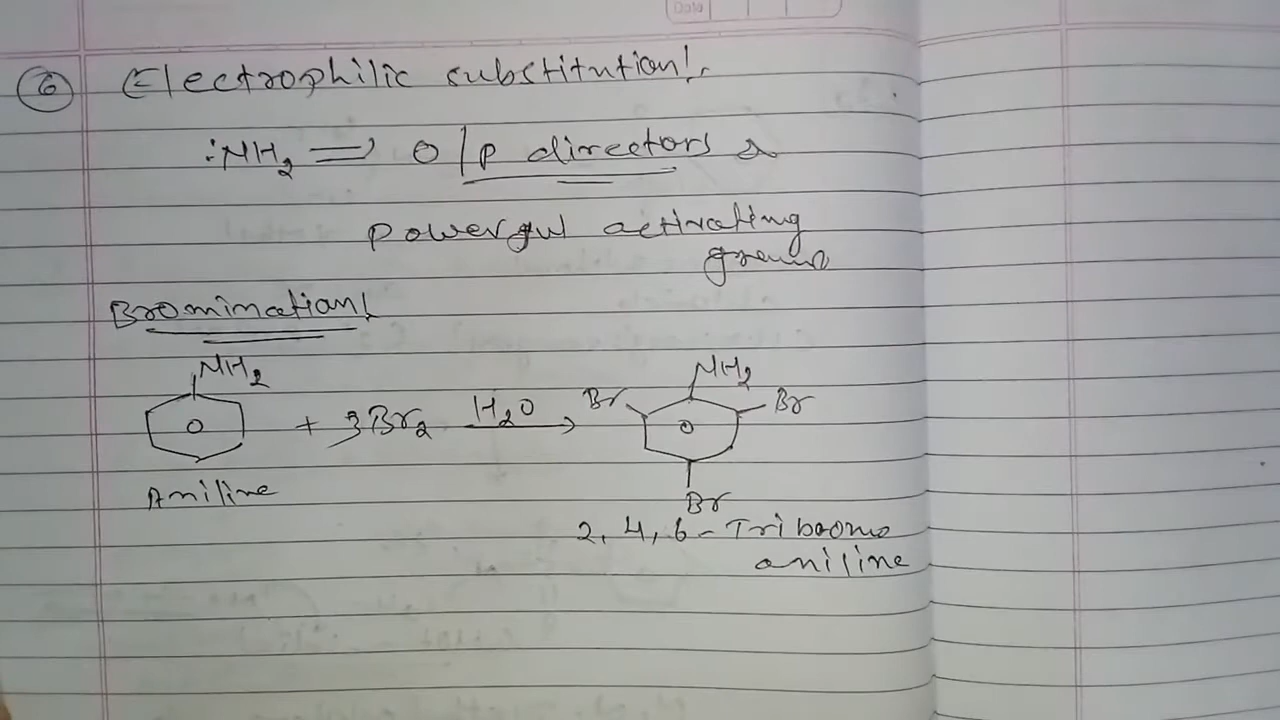 Date
6 Electrophilic substitution!.
:NH₂ ⇒ O/p directors &
powerful activating
group
Bromination!
NH₂ NH₂
Br Br
+ 3Br₂ H₂O →
Aniline
Br
2, 4, 6 - Tribromo
aniline